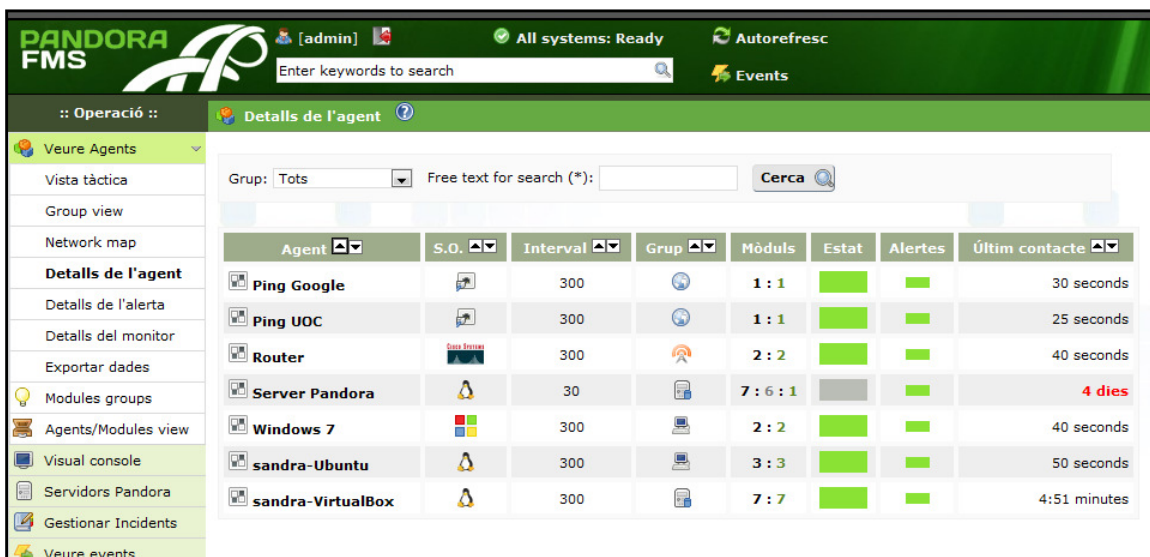 PANDORA FMS
[admin] All systems: Ready Autorefresc
Enter keywords to search Events
:: Operació :: Detalls de l'agent
Veure Agents
Vista tàctica
Group view
Network map
Detalls de l'agent
Detalls de l'alerta
Detalls del monitor
Exportar dades
Modules groups
Agents/Modules view
Visual console
Servidors Pandora
Gestionar Incidents
Veure events
Grup: Tots Free text for search (*): Cerca
Agent S.O. Interval Grup Mòduls Estat Alertes Últim contacte
Ping Google 300 1 : 1 30 seconds
Ping UOC 300 1 : 1 25 seconds
Router Cisco Systems 300 2 : 2 40 seconds
Server Pandora 30 7 : 6 : 1 4 dies
Windows 7 300 2 : 2 40 seconds
sandra-Ubuntu 300 3 : 3 50 seconds
sandra-VirtualBox 300 7 : 7 4:51 minutes